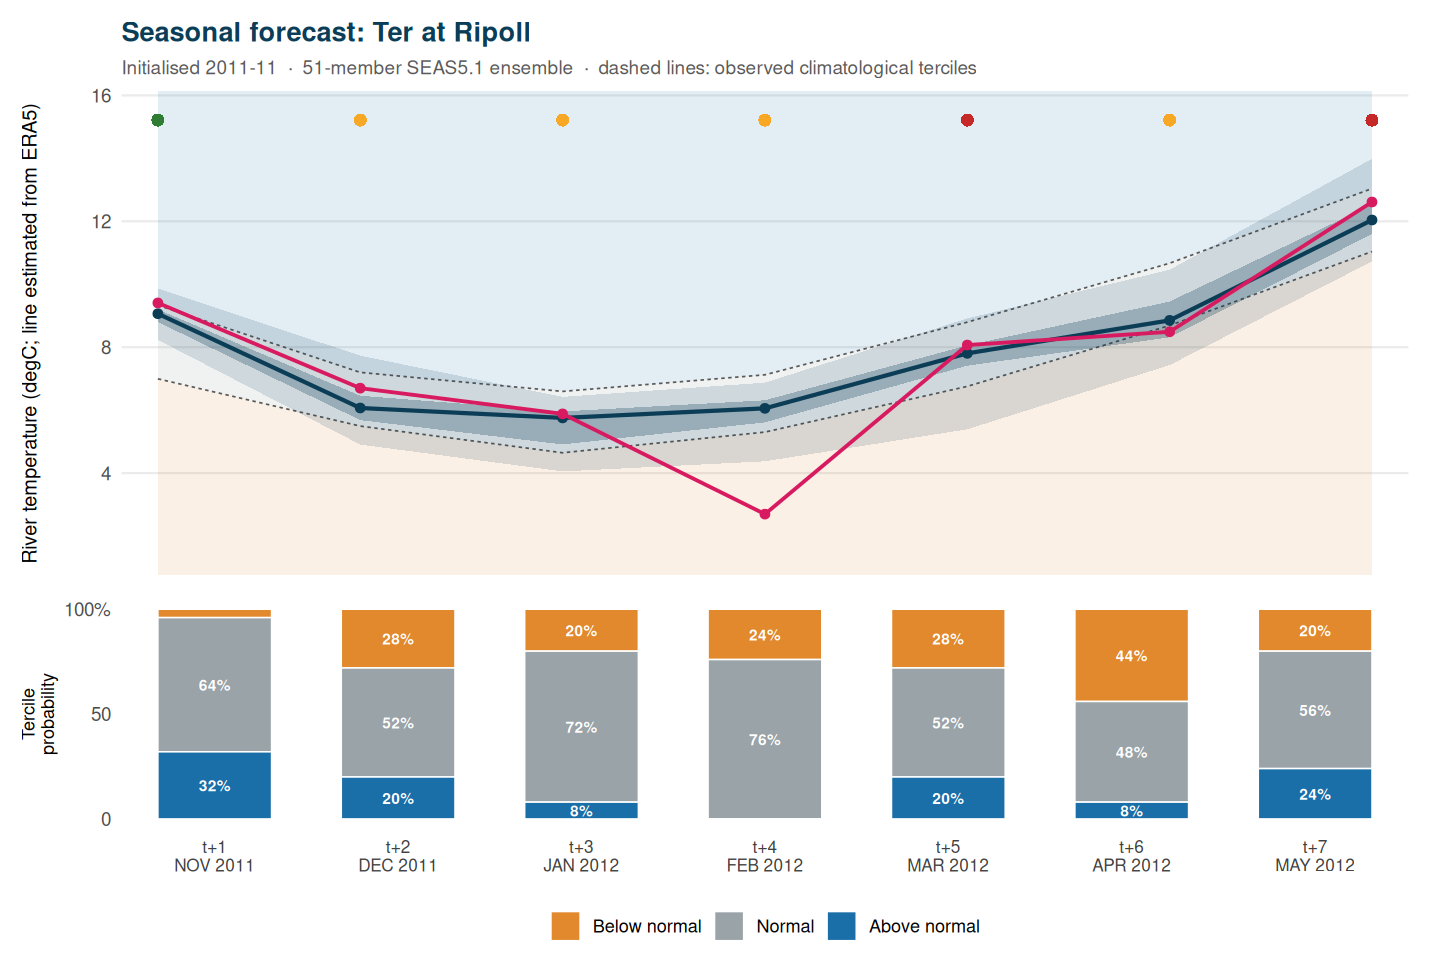 Seasonal forecast: Ter at Ripoll
Initialised 2011-11 · 51-member SEAS5.1 ensemble · dashed lines: observed climatological terciles
River temperature (degC; line estimated from ERA5)
16
12
8
4
Tercile
probability
100%
50
0
64%
32%
28%
52%
20%
20%
72%
8%
24%
76%
28%
52%
20%
44%
48%
8%
20%
56%
24%
t+1
NOV 2011
t+2
DEC 2011
t+3
JAN 2012
t+4
FEB 2012
t+5
MAR 2012
t+6
APR 2012
t+7
MAY 2012
Below normal
Normal
Above normal